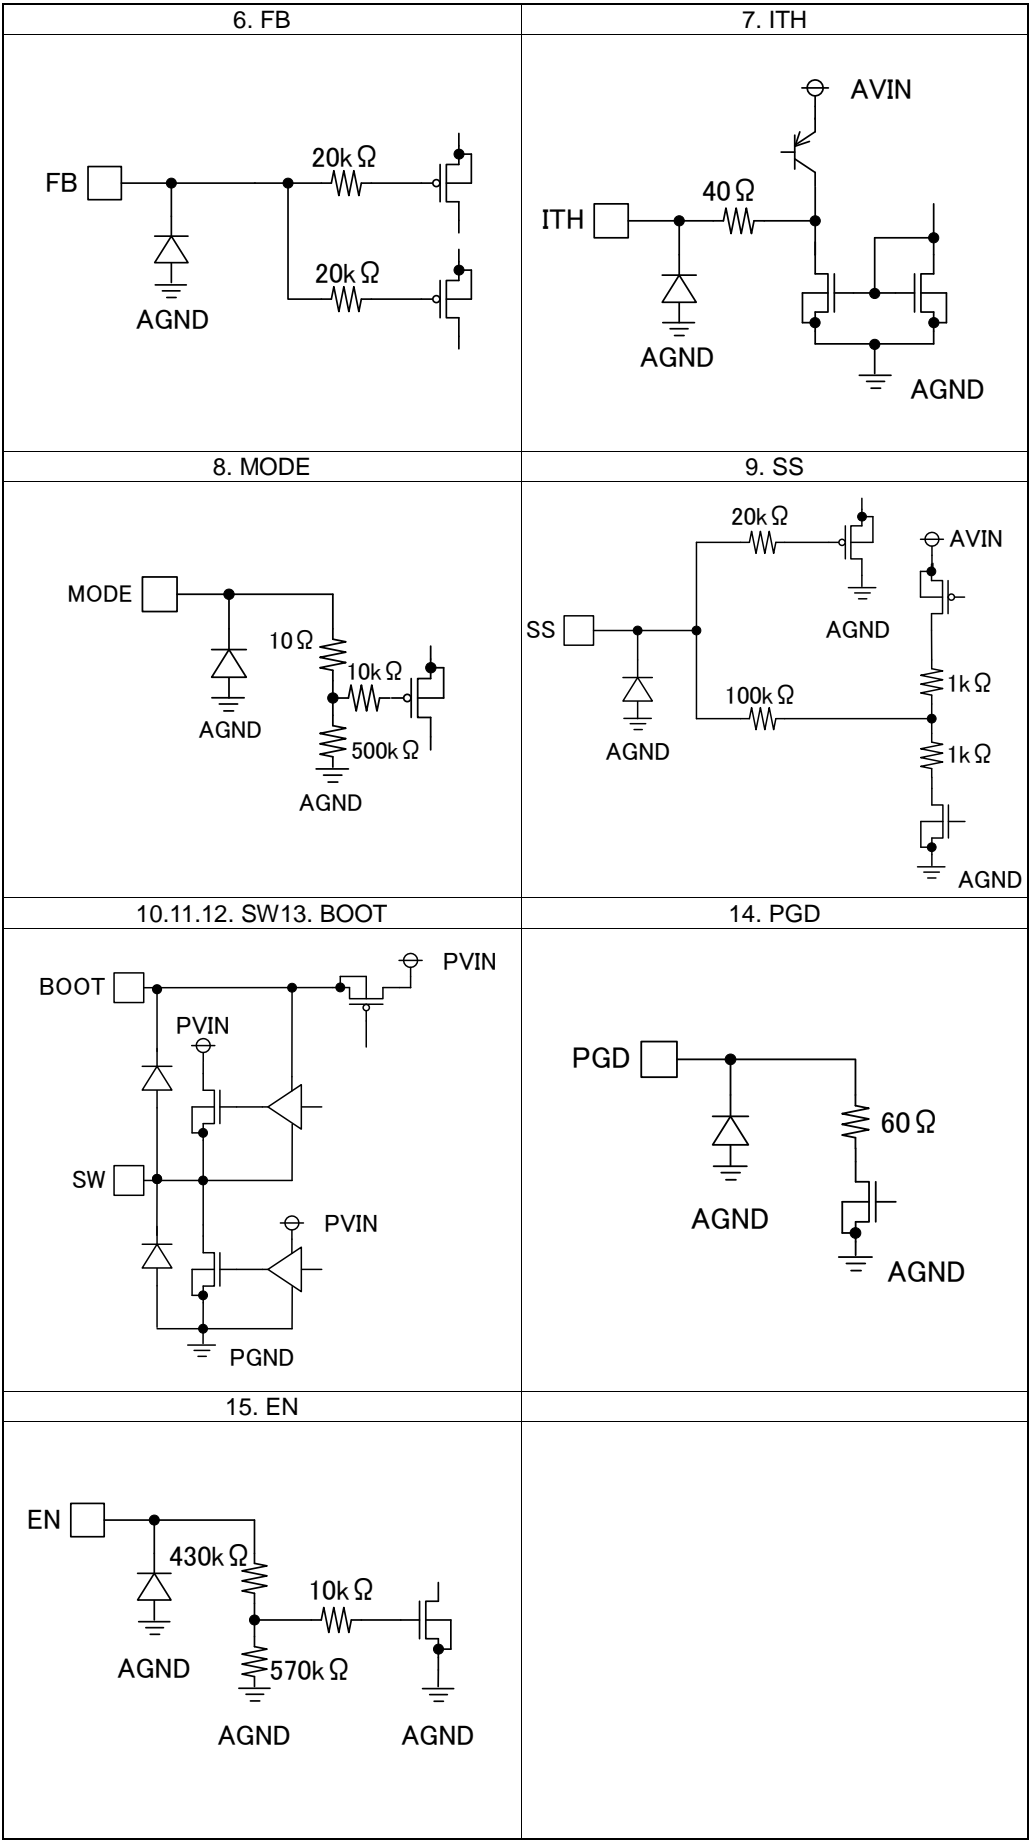 6. FB
20kΩ
FB
20kΩ
AGND
7. ITH
AVIN
40Ω
ITH
AGND
AGND
8. MODE
MODE
10Ω
10kΩ
AGND
500kΩ
AGND
9. SS
20kΩ
AVIN
SS
AGND
1kΩ
100kΩ
AGND
1kΩ
AGND
10.11.12. SW13. BOOT
PVIN
BOOT
PVIN
SW
PVIN
PGND
14. PGD
PGD
60Ω
AGND
AGND
15. EN
EN
430kΩ
10kΩ
AGND
570kΩ
AGND
AGND